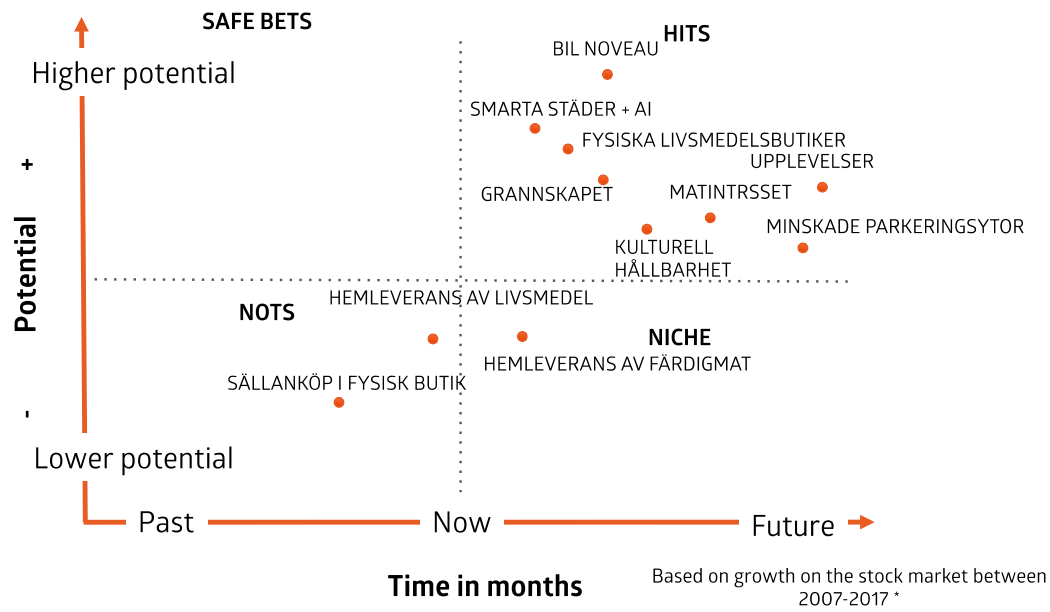 SAFE BETS
HITS
BIL NOVEAU
Higher potential
SMARTA STÄDER + AI
FYSISKA LIVSMEDELSBUTIKER
UPPLEVELSER
+
GRANNSKAPET
MATINTRSSET
MINSKADE PARKERINGSYTOR
KULTURELL
HÅLLBARHET
Potential
HEMLEVERANS AV LIVSMEDEL
NOTS
NICHE
HEMLEVERANS AV FÄRDIGMAT
SÄLLANKÖP I FYSISK BUTIK
-
Lower potential
Past
Now
Future
Time in months
Based on growth on the stock market between
2007-2017 *